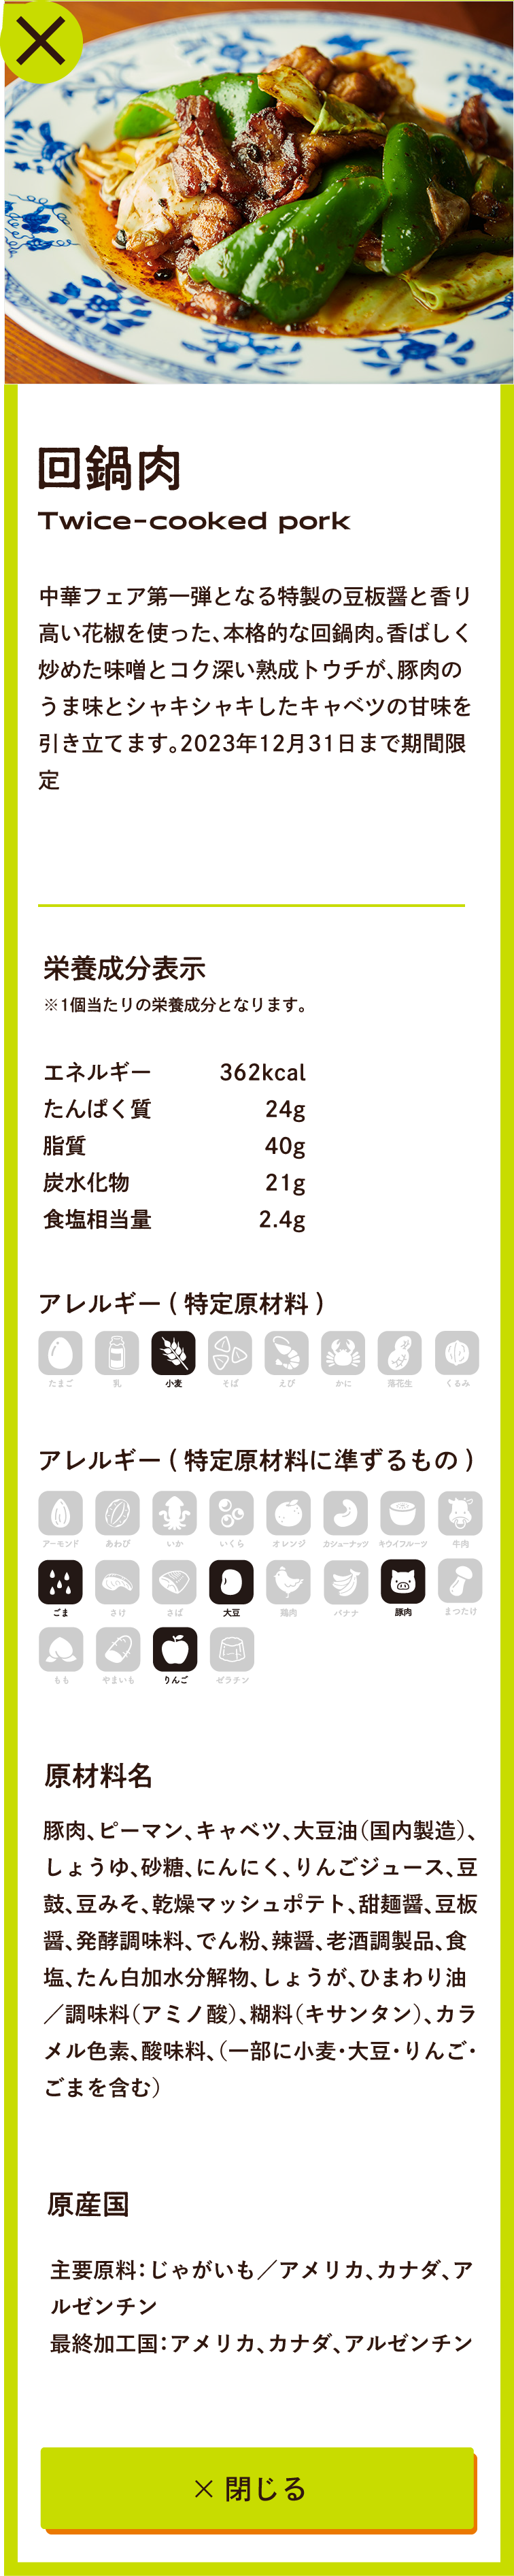 回鍋肉
Twice-cooked pork
中華フェア第一弾となる特製の豆板醤と香り
高い花椒を使った、本格的な回鍋肉。香ばしく
炒めた味噌とコク深い熟成トウチが、豚肉の
うま味とシャキシャキしたキャベツの甘味を
引き立てます。2023年12月31日まで期間限
定
栄養成分表示
※1個当たりの栄養成分となります。
エネルギー 362kcal
たんぱく質 24g
脂質 40g
炭水化物 21g
食塩相当量 2.4g
アレルギー ( 特定原材料 )
たまご 乳 小麦 そば えび かに 落花生 くるみ
アレルギー ( 特定原材料に準ずるもの )
アーモンド あわび いか いくら オレンジ カシューナッツ キウイフルーツ 牛肉
ごま さけ さば 大豆 鶏肉 バナナ 豚肉 まつたけ
もも やまいも りんご ゼラチン
原材料名
豚肉、ピーマン、キャベツ、大豆油（国内製造）、
しょうゆ、砂糖、にんにく、りんごジュース、豆
鼓、豆みそ、乾燥マッシュポテト、甜麺醤、豆板
醤、発酵調味料、でん粉、辣醤、老酒調製品、食
塩、たん白加水分解物、しょうが、ひまわり油
／調味料（アミノ酸）、糊料（キサンタン）、カラ
メル色素、酸味料、（一部に小麦・大豆・りんご・
ごまを含む）
原産国
主要原料：じゃがいも／アメリカ、カナダ、ア
ルゼンチン
最終加工国：アメリカ、カナダ、アルゼンチン
× 閉じる